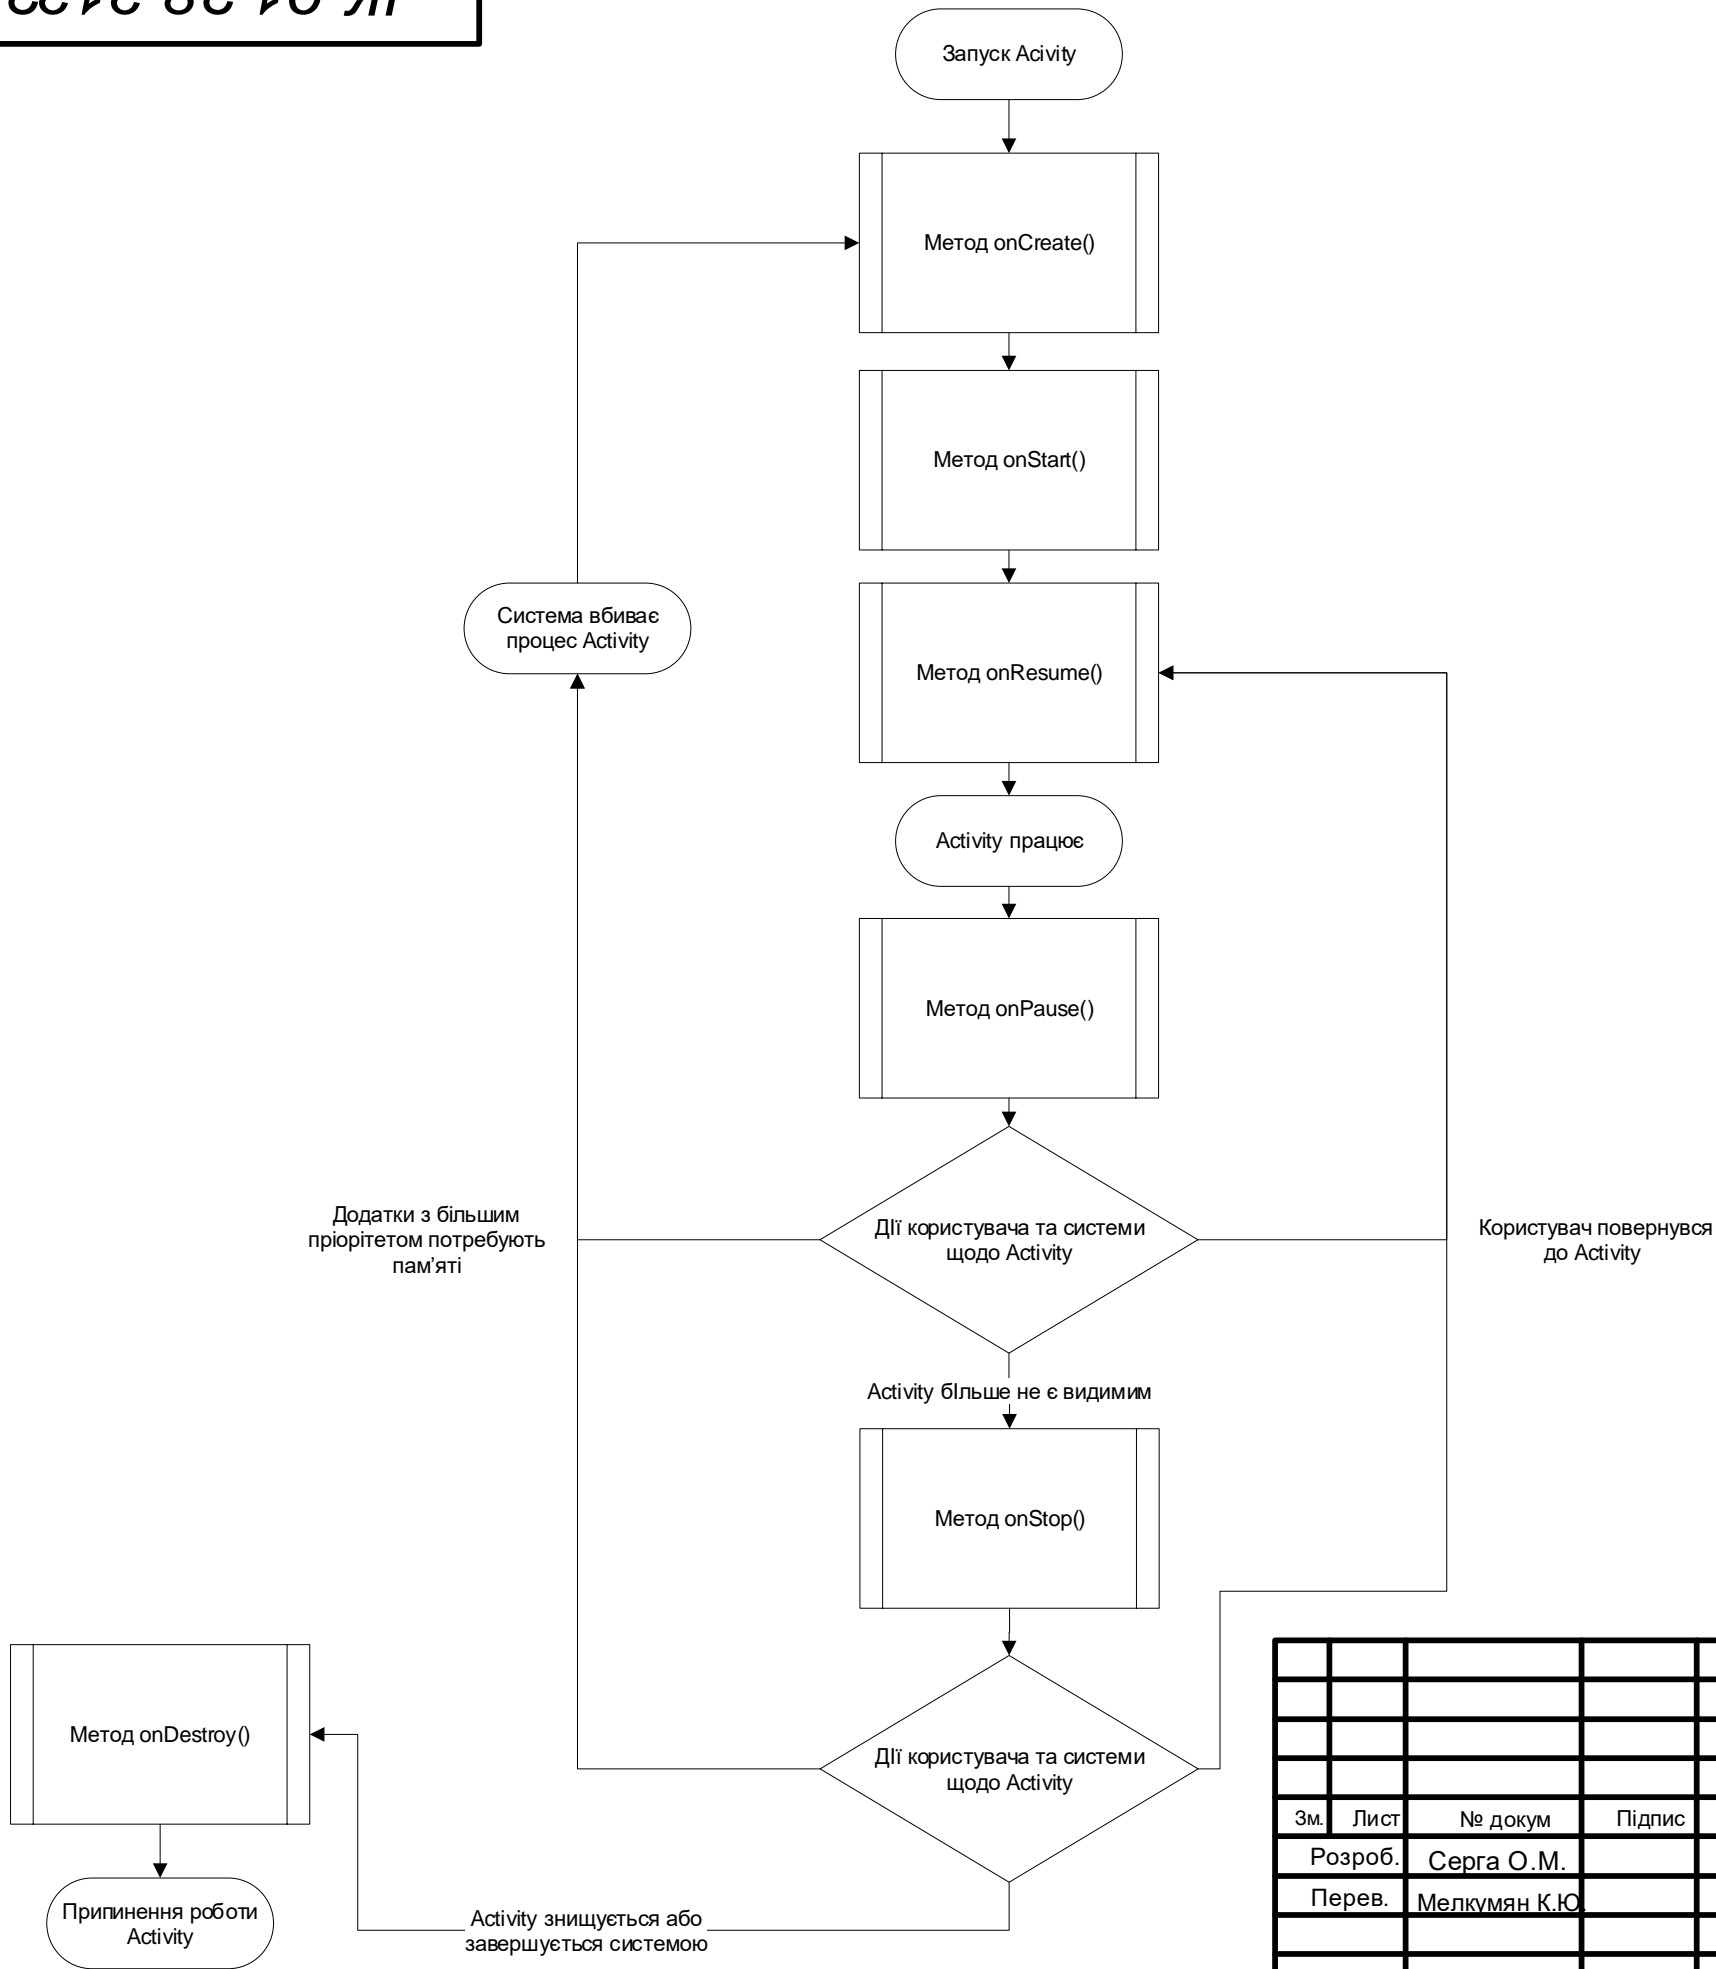 Запуск Acivity
Метод onCreate()
Метод onStart()
Система вбиває
процес Activity
Метод onResume()
Activity працює
Метод onPause()
Додатки з більшим
пріорітетом потребують
пам'яті
ДІї користувача та системи
щодо Activity
Користувач повернувся
до Activity
Activity бІльше не є видимим
Метод onStop()
Метод onDestroy()
ДІї користувача та системи
щодо Activity
Припинення роботи
Activity
Activity знищується або
завершується системою
Зм. Лист № докум Підпис
Розроб. Серга О.М.
Перев. Мелкумян К.Ю.